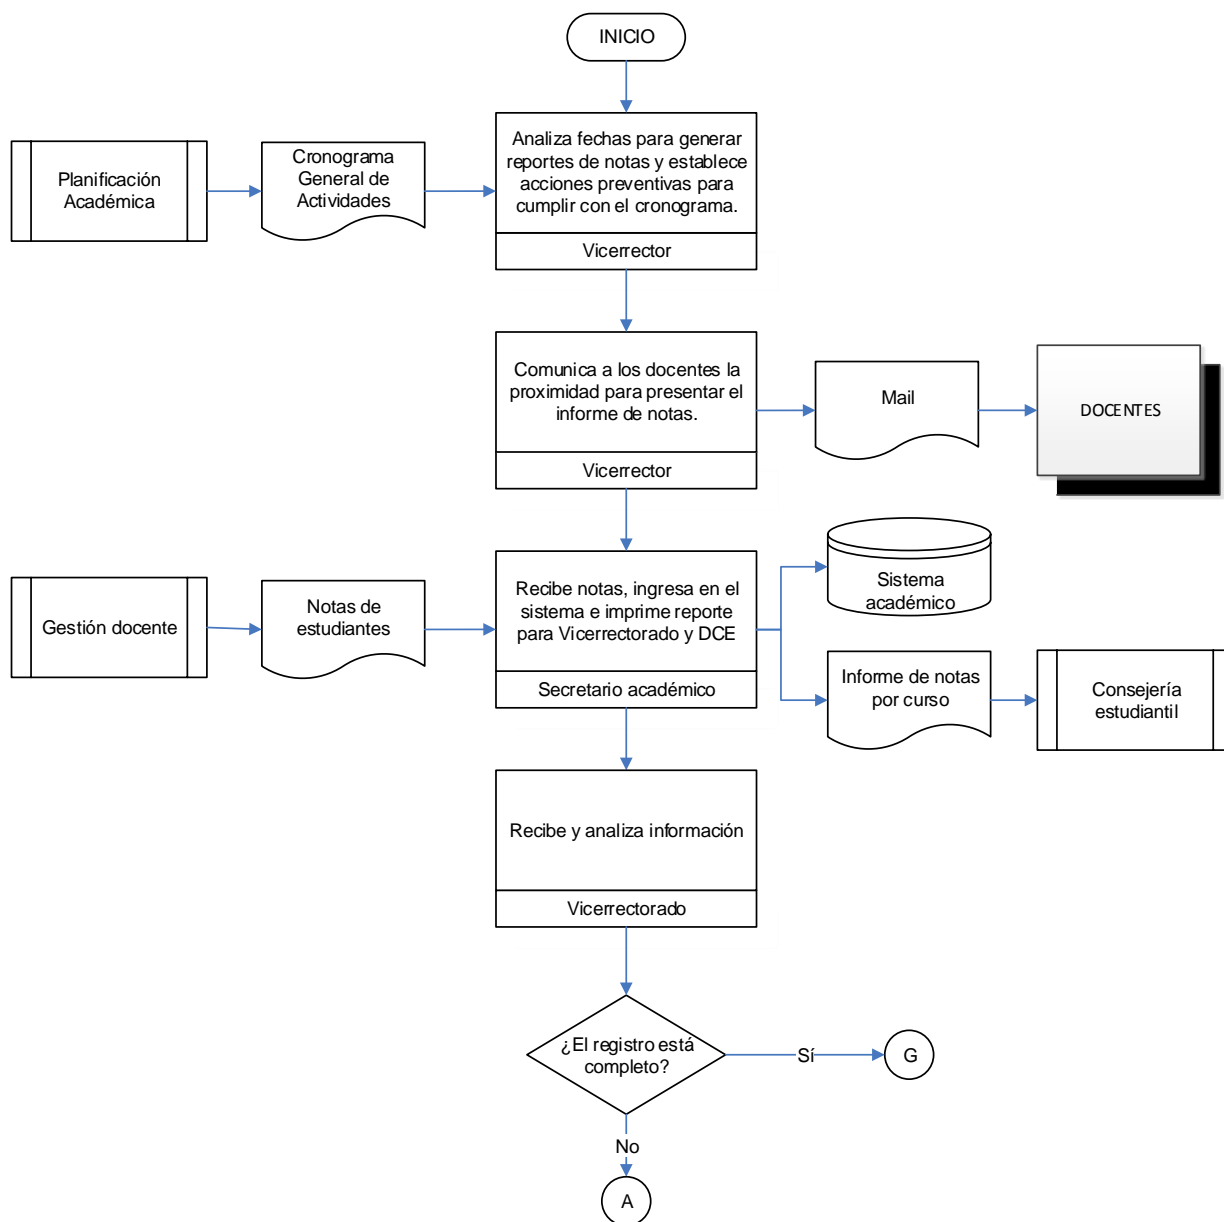 INICIO
Analiza fechas para generar
reportes de notas y establece
acciones preventivas para
cumplir con el cronograma.
Vicerrector
Planificación
Académica
Cronograma
General de
Actividades
Comunica a los docentes la
proximidad para presentar el
informe de notas.
Vicerrector
Mail
DOCENTES
Gestión docente
Notas de
estudiantes
Recibe notas, ingresa en el
sistema e imprime reporte
para Vicerrectorado y DCE
Secretario académico
Sistema
académico
Informe de notas
por curso
Consejería
estudiantil
Recibe y analiza información
Vicerrectorado
¿El registro está
completo?
Sí
G
No
A